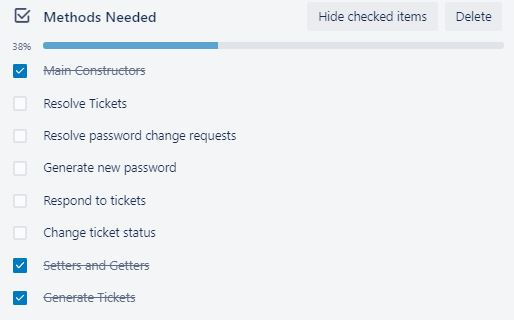 Methods Needed
Hide checked items
Delete
38%
Main Constructors
Resolve Tickets
Resolve password change requests
Generate new password
Respond to tickets
Change ticket status
Setters and Getters
Generate Tickets